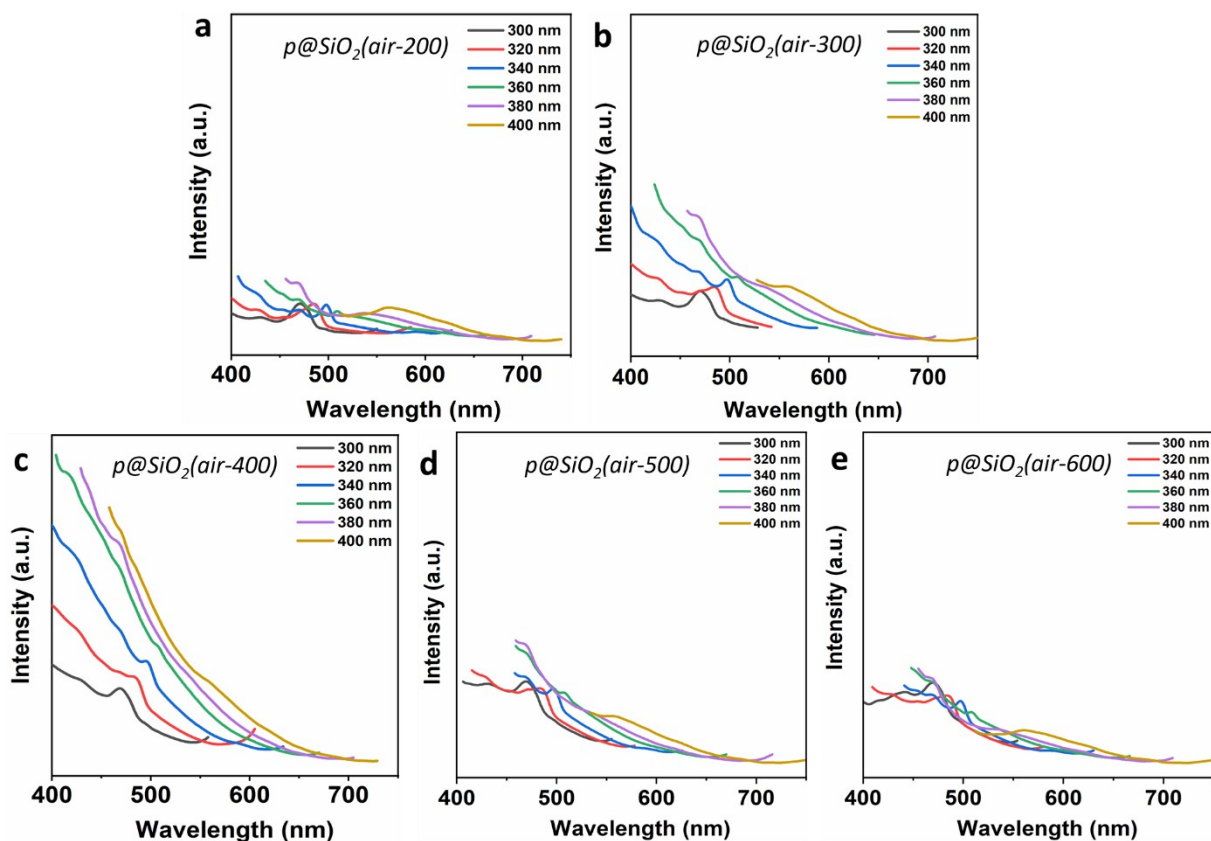 a
p@SiO2(air-200)
300 nm
320 nm
340 nm
360 nm
380 nm
400 nm
Intensity (a.u.)
400 500 600 700
Wavelength (nm)
b
p@SiO2(air-300)
300 nm
320 nm
340 nm
360 nm
380 nm
400 nm
Intensity (a.u.)
400 500 600 700
Wavelength (nm)
c
p@SiO2(air-400)
300 nm
320 nm
340 nm
360 nm
380 nm
400 nm
Intensity (a.u.)
400 500 600 700
Wavelength (nm)
d
p@SiO2(air-500)
300 nm
320 nm
340 nm
360 nm
380 nm
400 nm
Intensity (a.u.)
400 500 600 700
Wavelength (nm)
e
p@SiO2(air-600)
300 nm
320 nm
340 nm
360 nm
380 nm
400 nm
Intensity (a.u.)
400 500 600 700
Wavelength (nm)